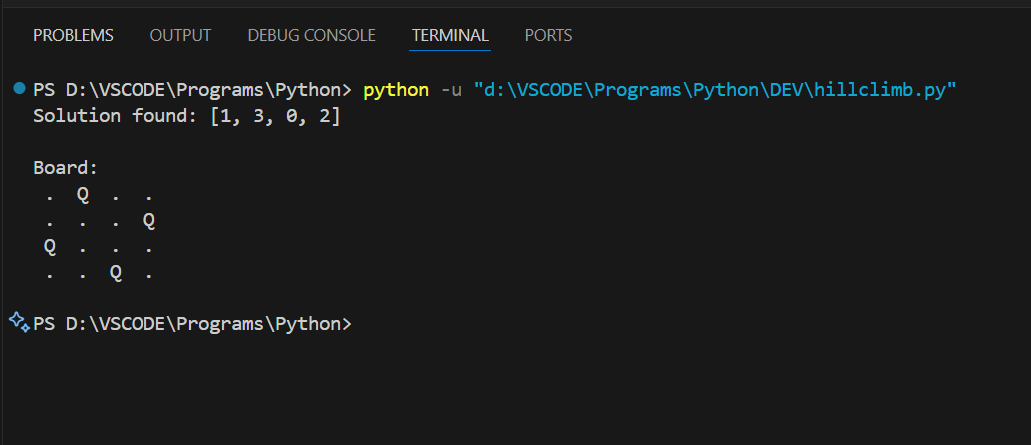 PROBLEMS OUTPUT DEBUG CONSOLE TERMINAL PORTS
PS D:\VSCODE\Programs\Python> python -u "d:\VSCODE\Programs\Python\DEV\hillclimb.py"
Solution found: [1, 3, 0, 2]
Board:
. Q . .
. . . Q
Q . . .
. . Q .
PS D:\VSCODE\Programs\Python>